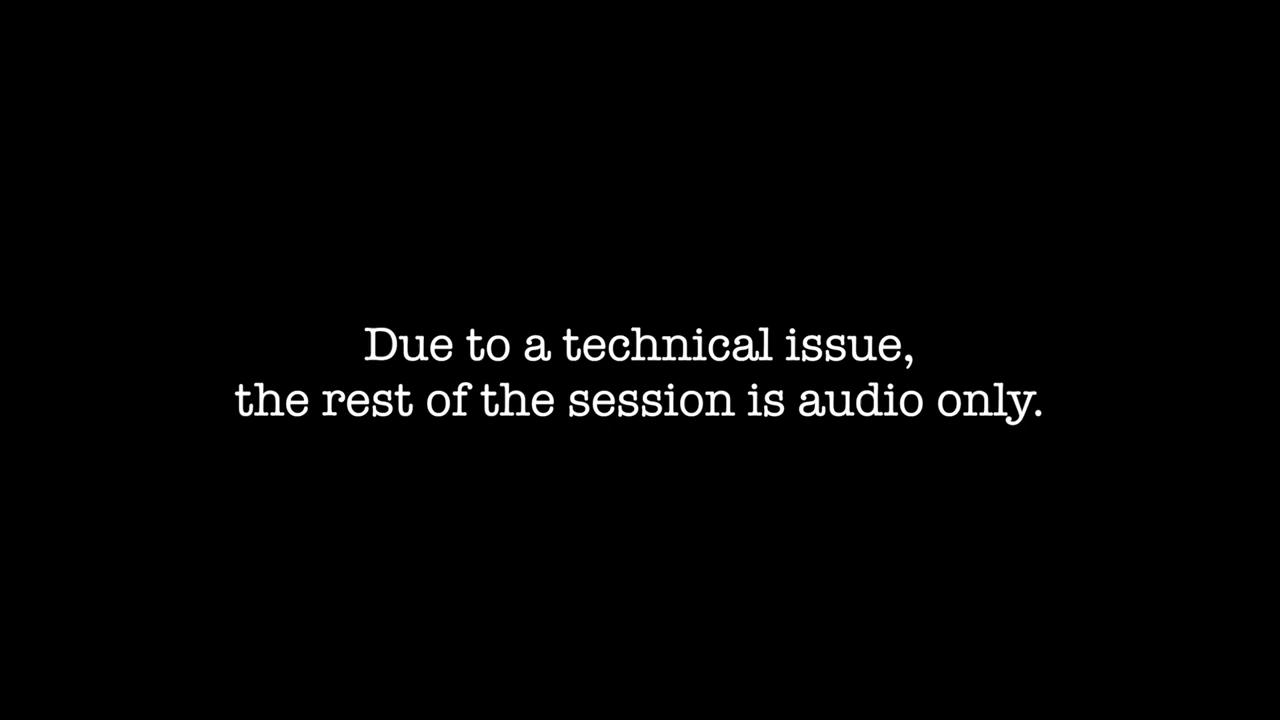 Due to a technical issue,
the rest of the session is audio only.